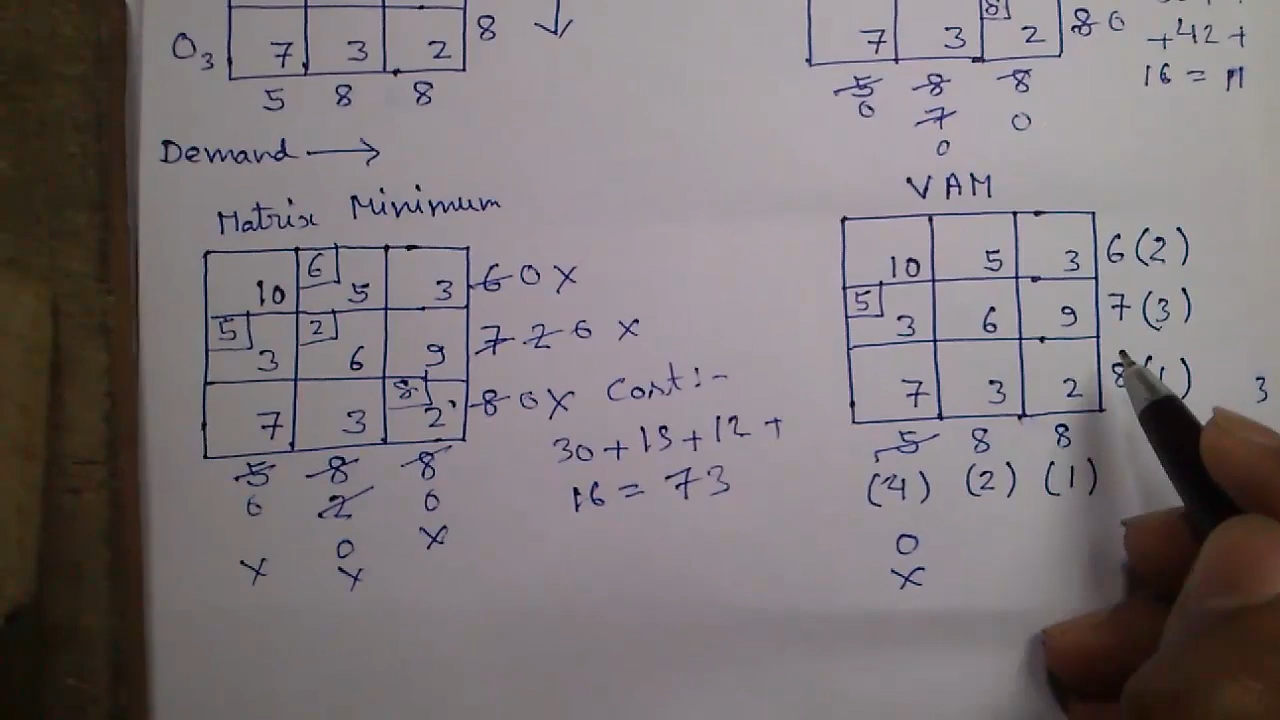 O3 7 3 2 8
5 8 8
Demand
8
7 3 2 8 0
5 8 8
0 7 0
0
+42+
16 =
Matrix Minimum
6
10 5 3 6 0 X
5 2
3 6 9 7 2 0 X
8
7 3 2 8 0 X
5 8 8
0 2 0
X 0 X
X
Cost:-
30+15+12+
16 = 73
VAM
10 5 3 6 (2)
5
3 6 9 7 (3)
7 3 2 8 (1)
5 8 8
(4) (2) (1)
0
X
3